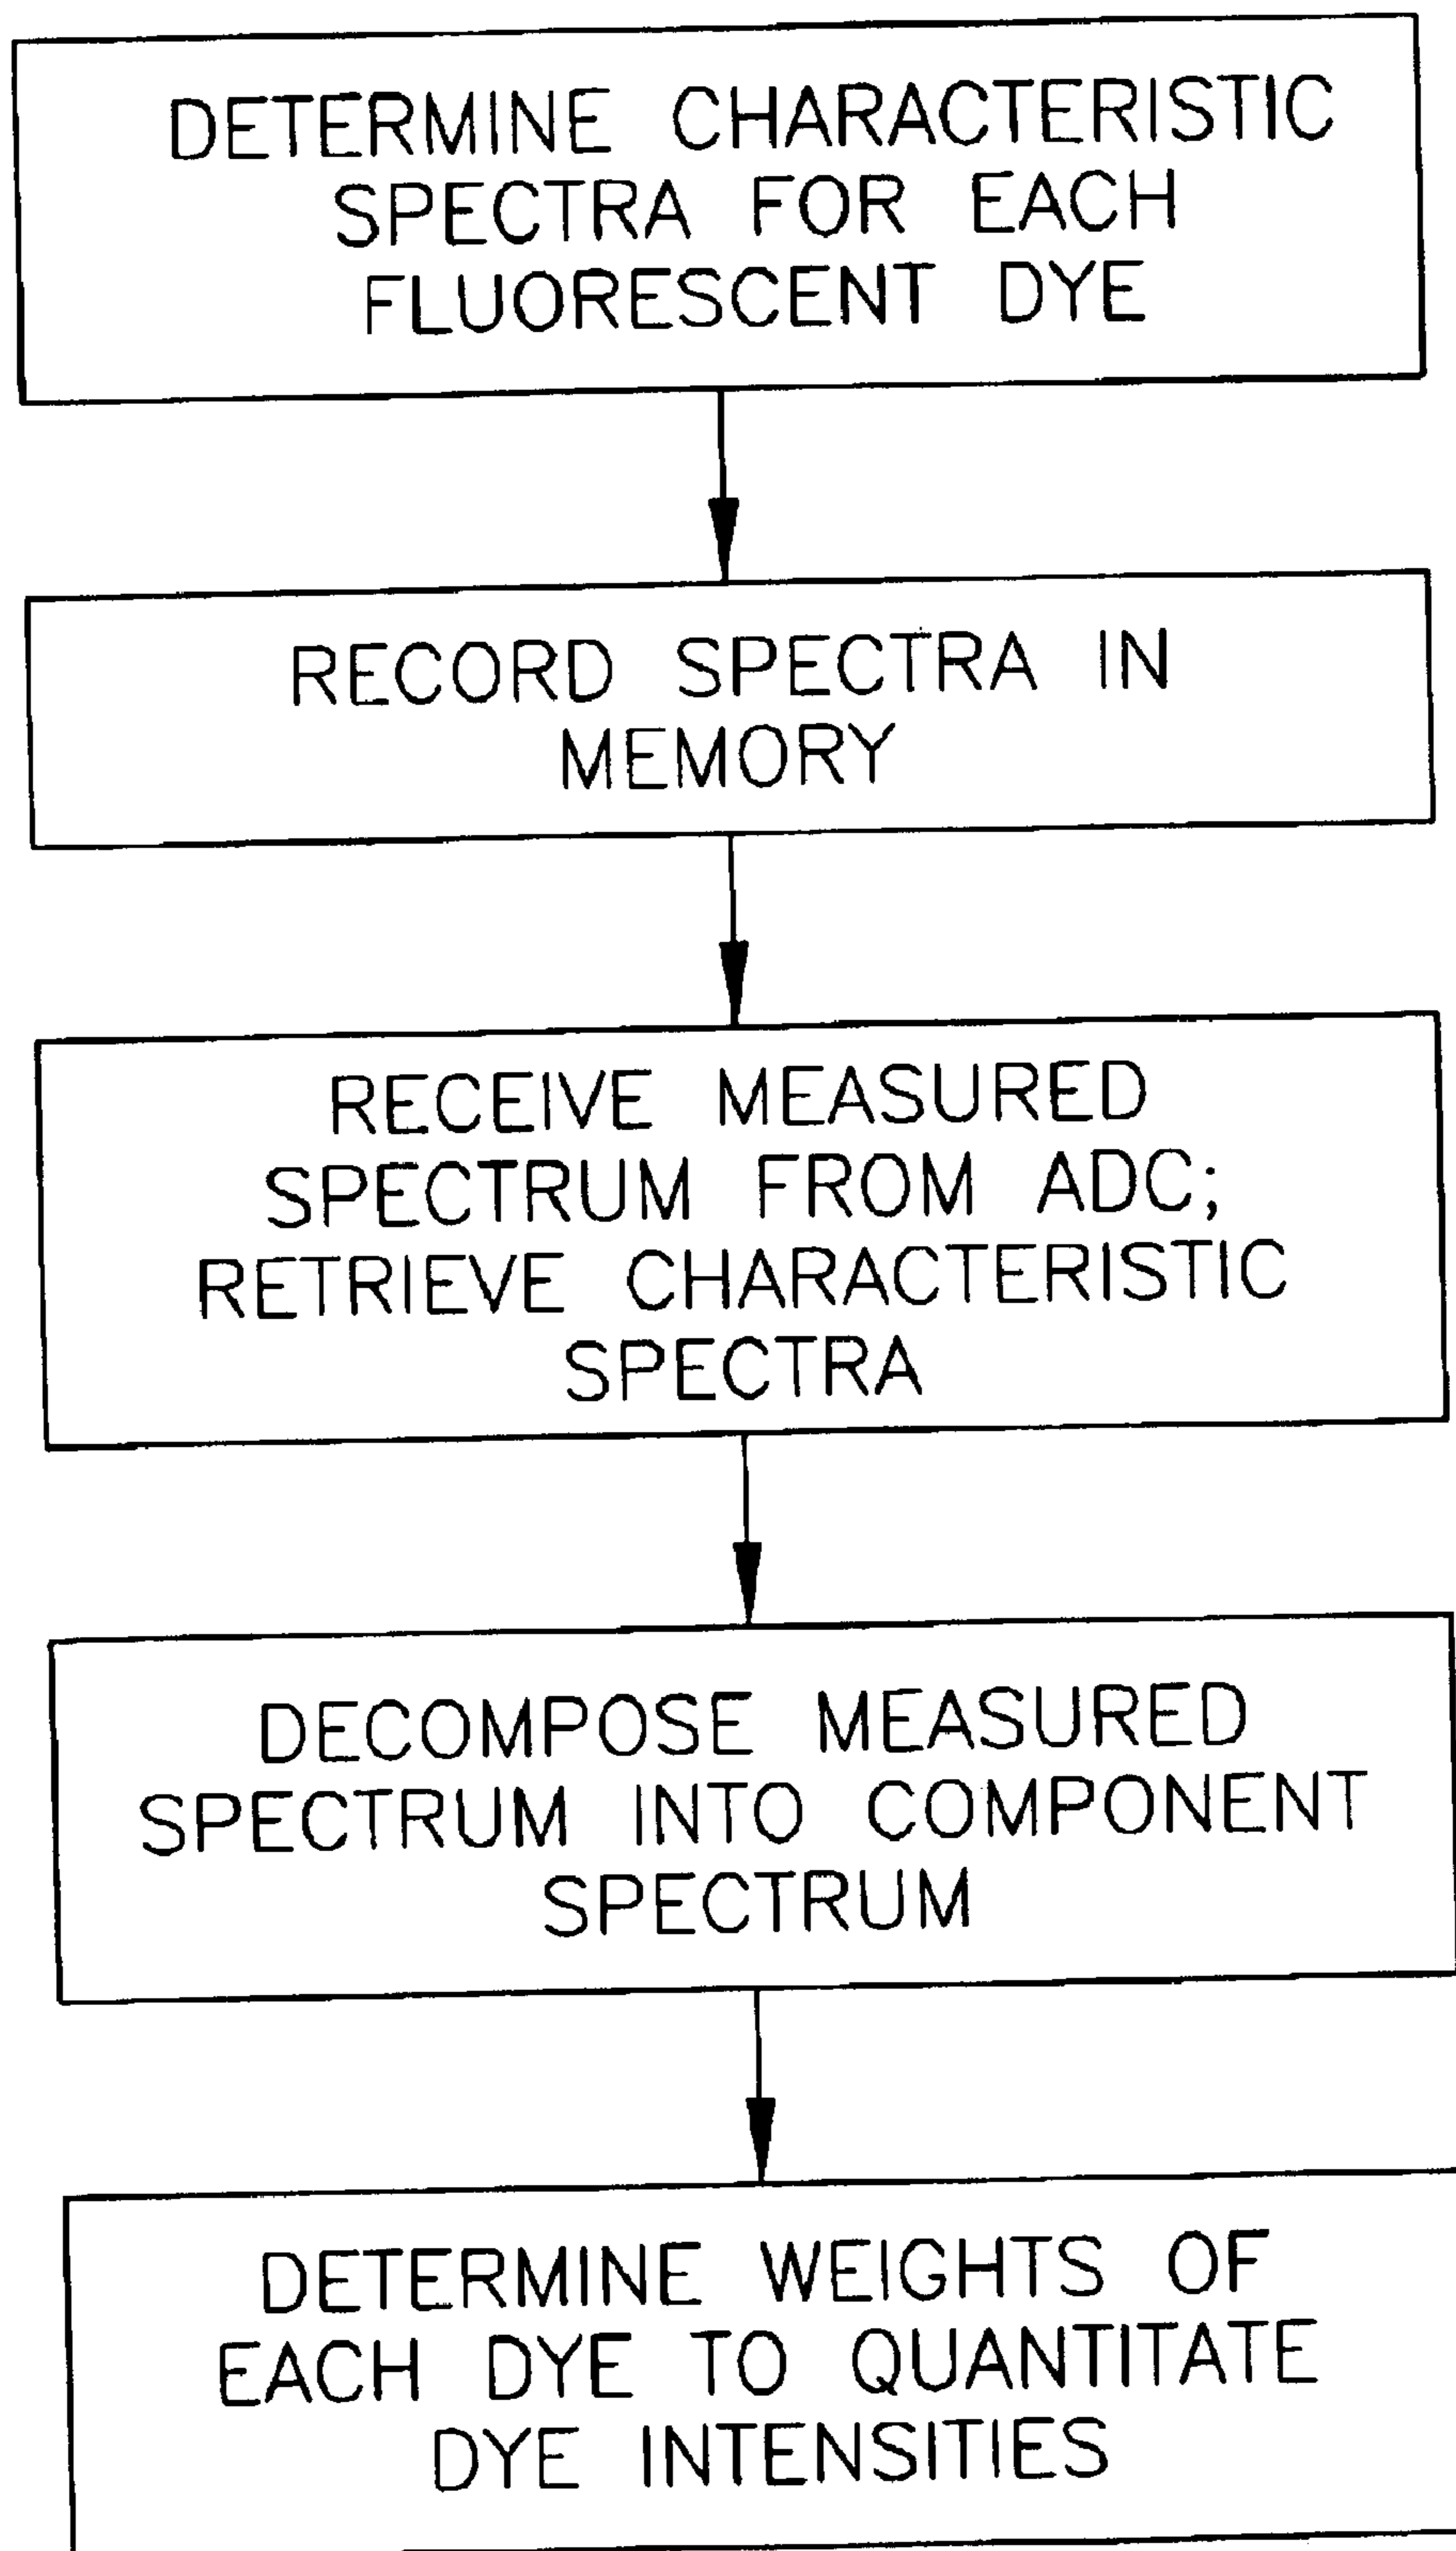 DETERMINE CHARACTERISTIC
SPECTRA FOR EACH
FLUORESCENT DYE
RECORD SPECTRA IN
MEMORY
RECEIVE MEASURED
SPECTRUM FROM ADC;
RETRIEVE CHARACTERISTIC
SPECTRA
DECOMPOSE MEASURED
SPECTRUM INTO COMPONENT
SPECTRUM
DETERMINE WEIGHTS OF
EACH DYE TO QUANTITATE
DYE INTENSITIES